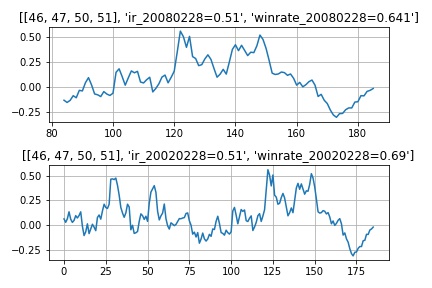 [[46, 47, 50, 51], 'ir_20080228=0.51', 'winrate_20080228=0.641']
0.50
0.25
0.00
−0.25
80 100 120 140 160 180
[[46, 47, 50, 51], 'ir_20020228=0.51', 'winrate_20020228=0.69']
0.50
0.25
0.00
−0.25
0 25 50 75 100 125 150 175